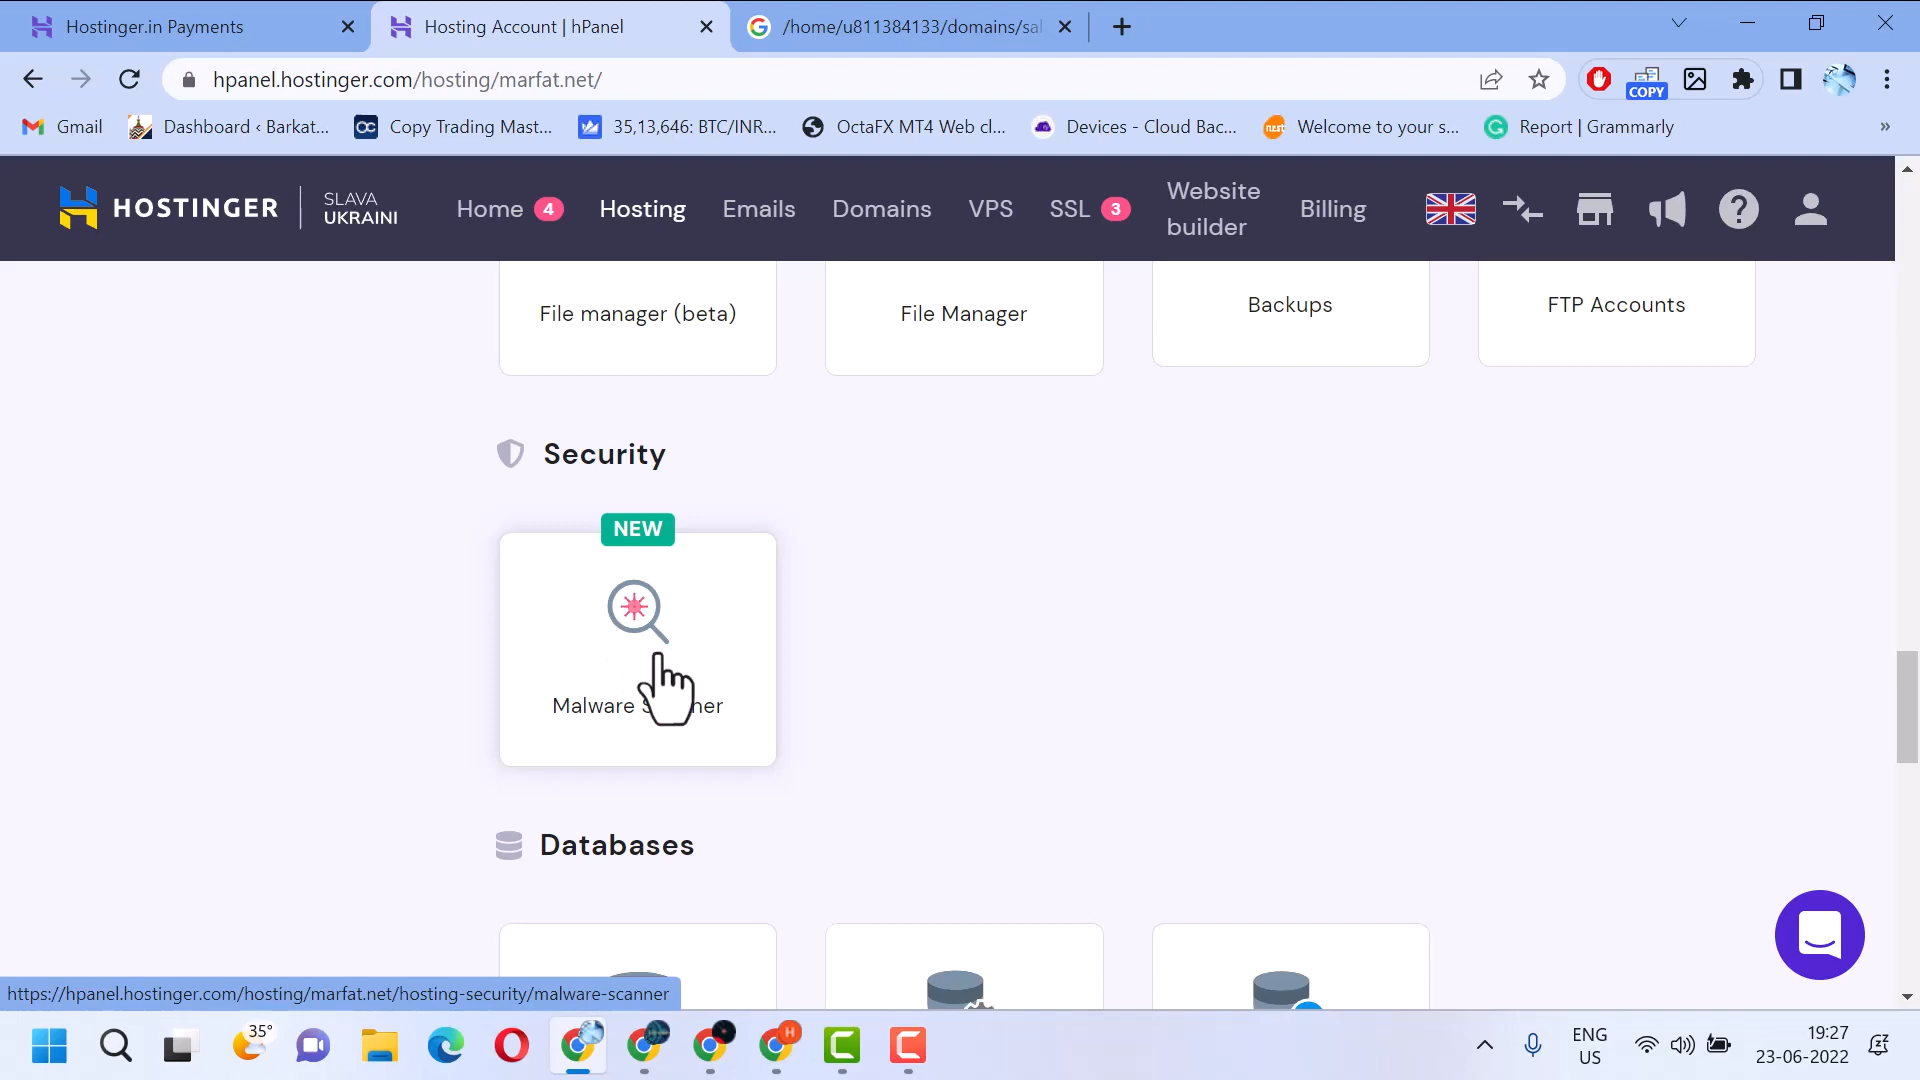 Hostinger.in Payments
Hosting Account | hPanel
/home/u811384133/domains/sal
hpanel.hostinger.com/hosting/marfat.net/
COPY
Gmail
Dashboard ‹ Barkat...
Copy Trading Mast...
35,13,646: BTC/INR...
OctaFX MT4 Web cl...
Devices - Cloud Bac...
nest
Welcome to your s...
Report | Grammarly
HOSTINGER
SLAVA
UKRAINI
Home 4
Hosting
Emails
Domains
VPS
SSL 3
Website
builder
Billing
File manager (beta)
File Manager
Backups
FTP Accounts
Security
NEW
Malware S ner
Databases
https://hpanel.hostinger.com/hosting/marfat.net/hosting-security/malware-scanner
35°
H
ENG
US
19:27
23-06-2022